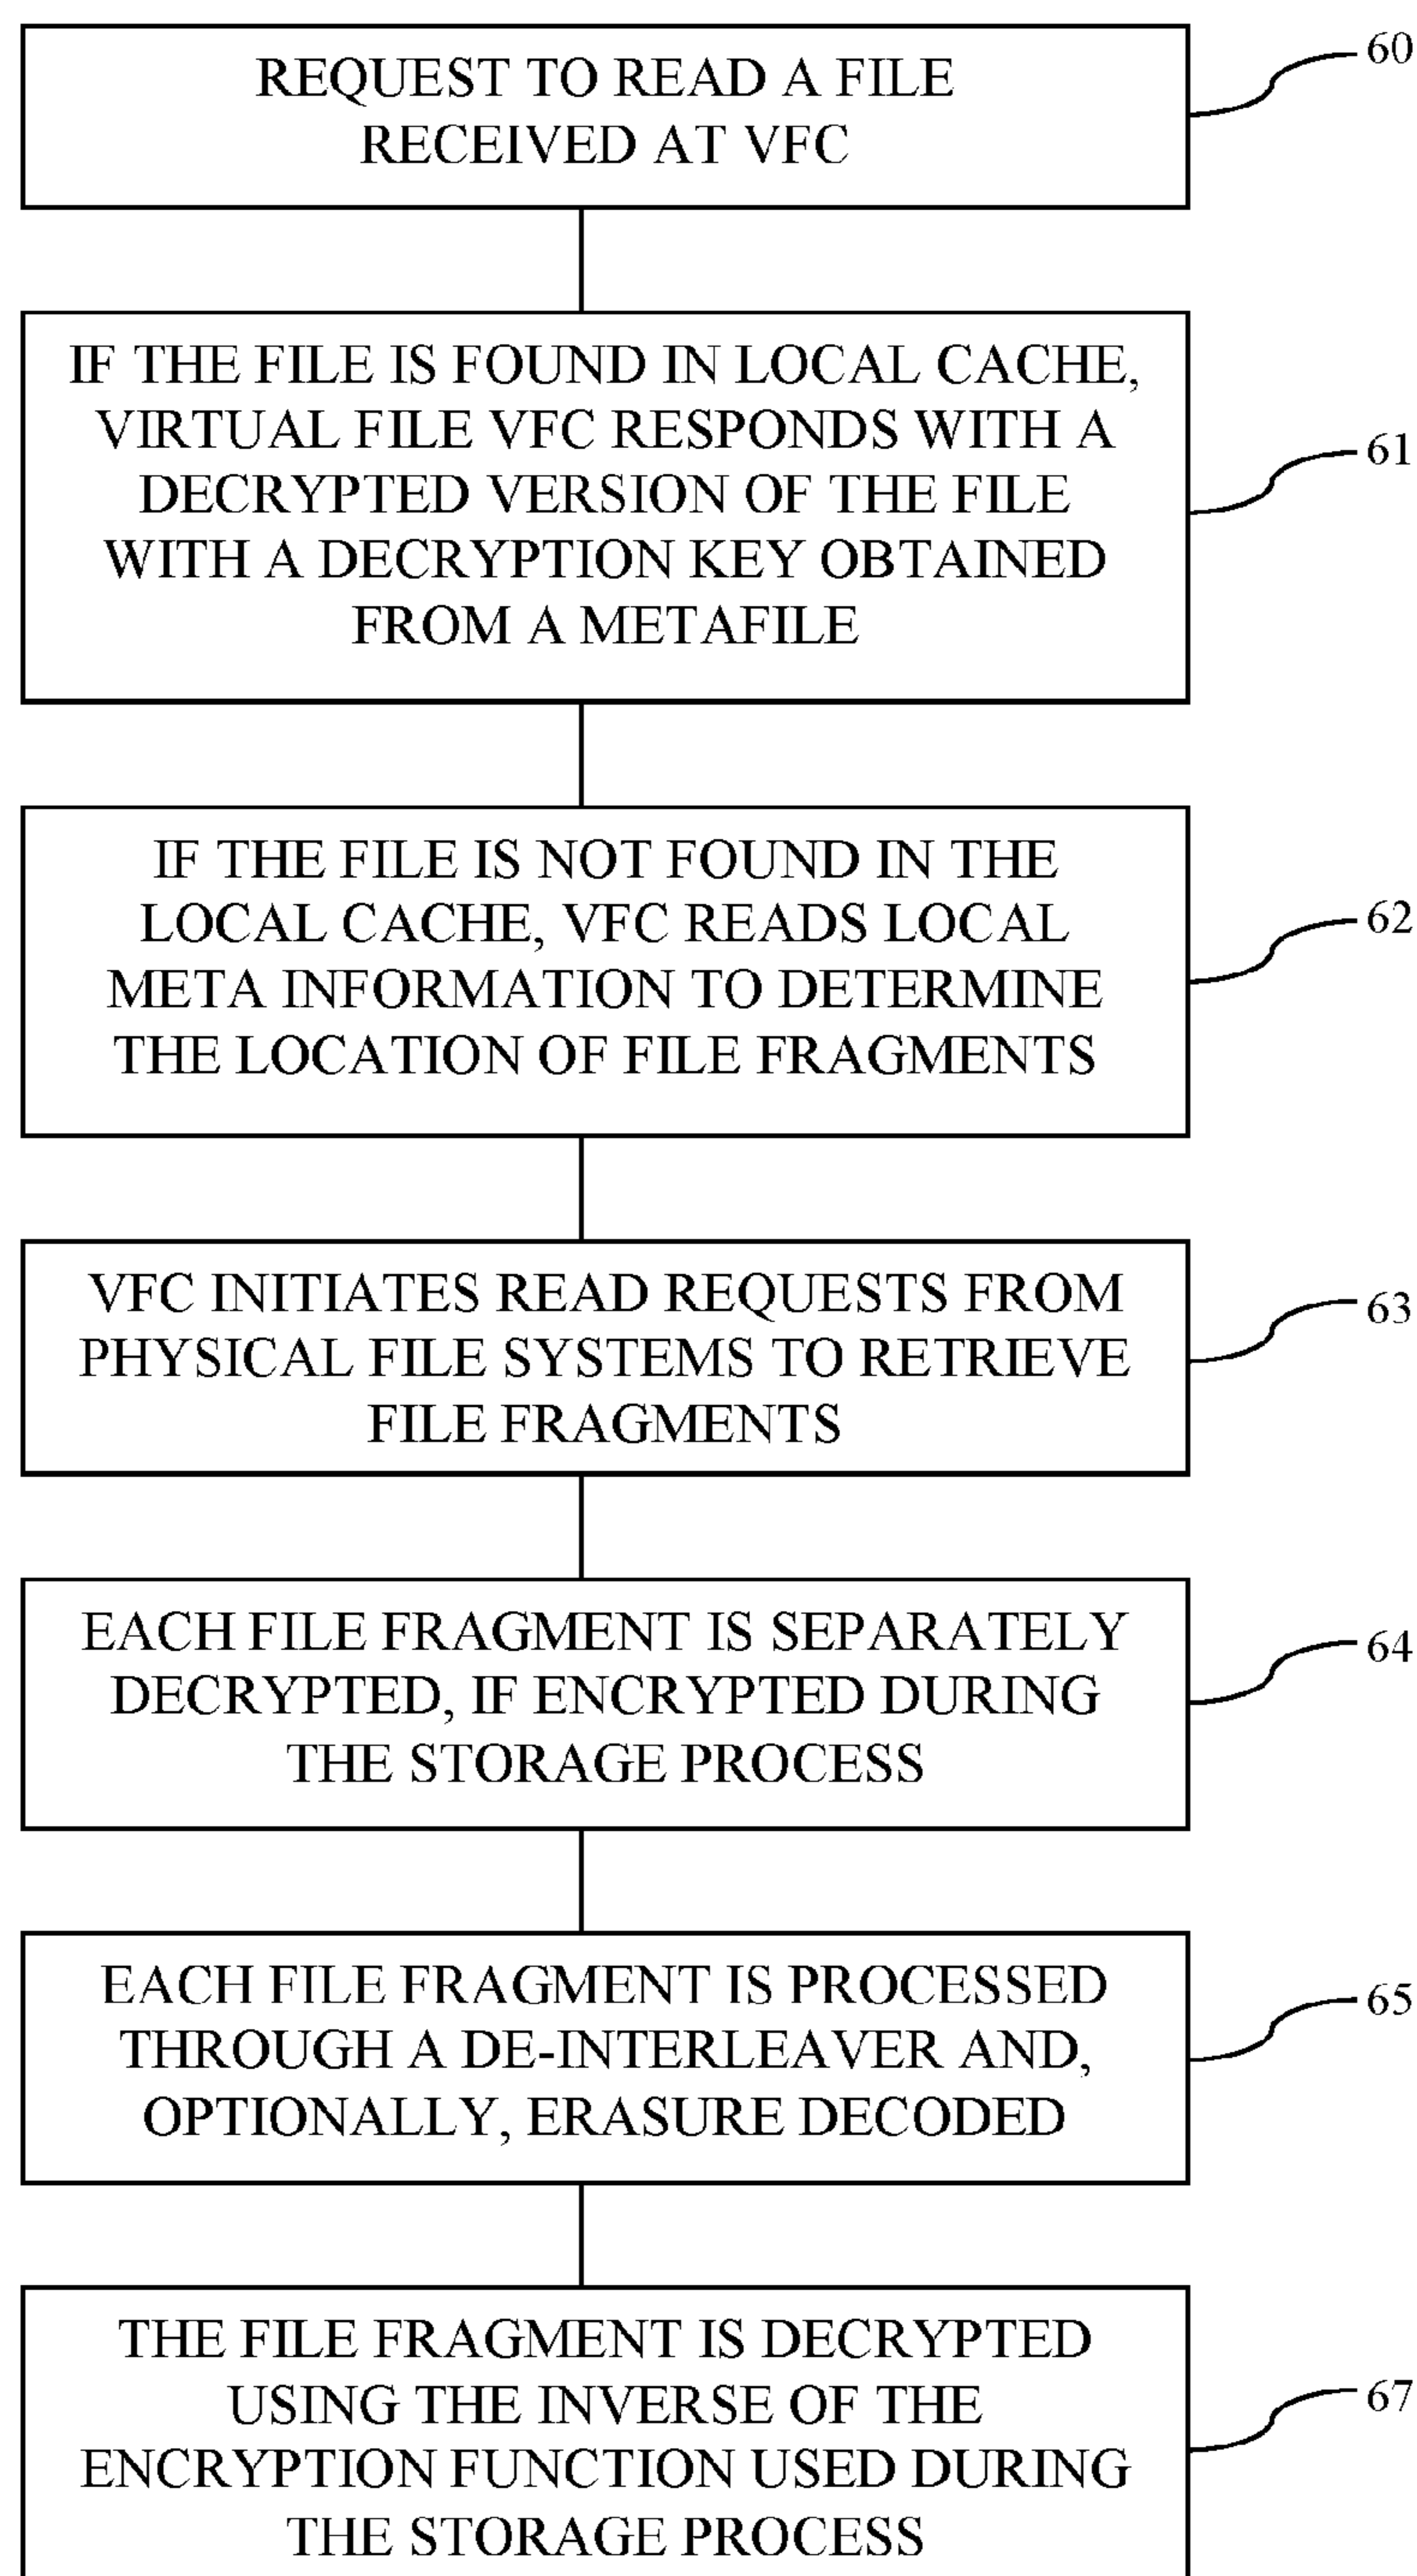 REQUEST TO READ A FILE
RECEIVED AT VFC
60
IF THE FILE IS FOUND IN LOCAL CACHE,
VIRTUAL FILE VFC RESPONDS WITH A
DECRYPTED VERSION OF THE FILE
WITH A DECRYPTION KEY OBTAINED
FROM A METAFILE
61
IF THE FILE IS NOT FOUND IN THE
LOCAL CACHE, VFC READS LOCAL
META INFORMATION TO DETERMINE
THE LOCATION OF FILE FRAGMENTS
62
VFC INITIATES READ REQUESTS FROM
PHYSICAL FILE SYSTEMS TO RETRIEVE
FILE FRAGMENTS
63
EACH FILE FRAGMENT IS SEPARATELY
DECRYPTED, IF ENCRYPTED DURING
THE STORAGE PROCESS
64
EACH FILE FRAGMENT IS PROCESSED
THROUGH A DE-INTERLEAVER AND,
OPTIONALLY, ERASURE DECODED
65
THE FILE FRAGMENT IS DECRYPTED
USING THE INVERSE OF THE
ENCRYPTION FUNCTION USED DURING
THE STORAGE PROCESS
67